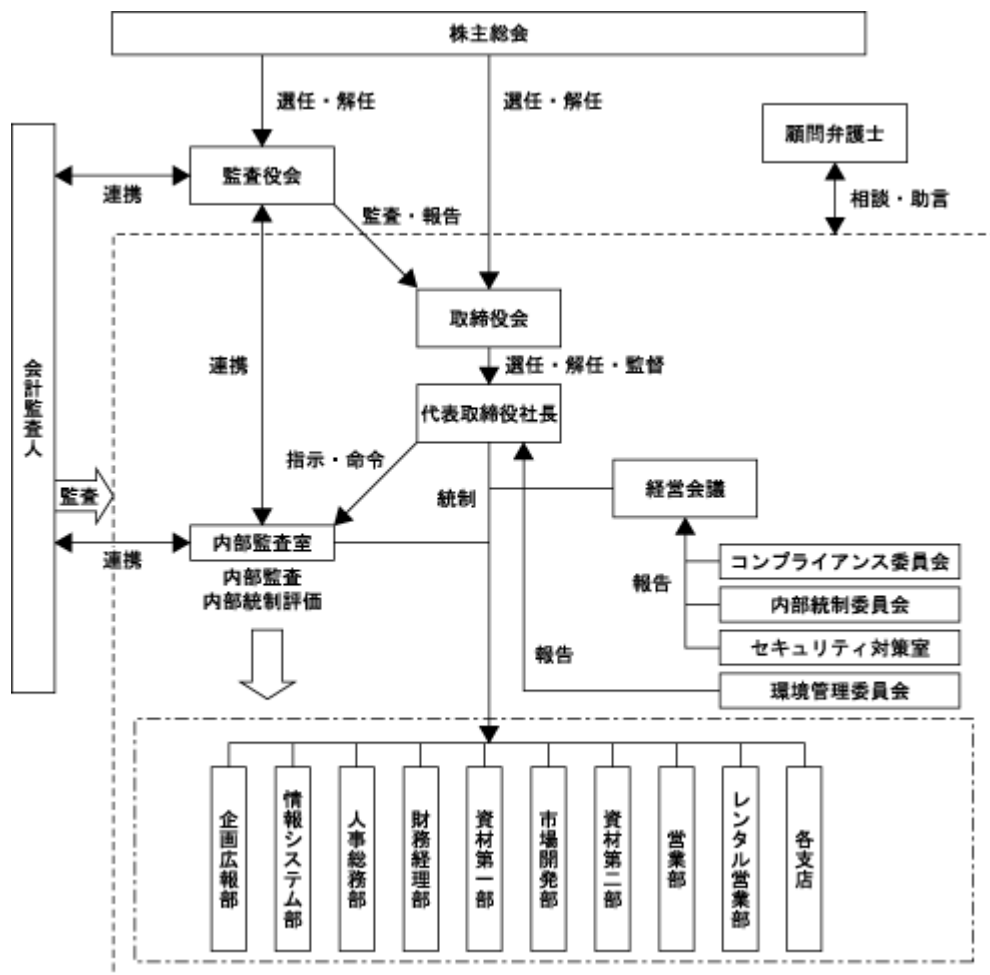 株主総会
選任・解任
選任・解任
顧問弁護士
監査役会
連携
相談・助言
監査・報告
取締役会
選任・解任・監督
連携
会計監査人
代表取締役社長
指示・命令
統制
経営会議
監査
内部監査室
連携
内部監査
内部統制評価
報告
コンプライアンス委員会
内部統制委員会
セキュリティ対策室
報告
環境管理委員会
企画広報部
情報システム部
人事総務部
財務経理部
資材第一部
市場開発部
資材第二部
営業部
レンタル営業部
各支店